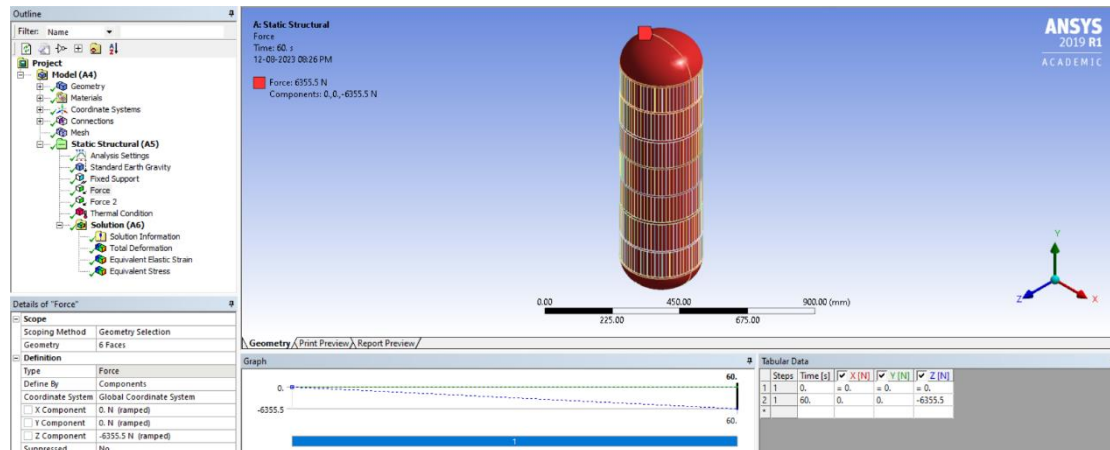 Outline
Filter: Name
Project
Model (A4)
Geometry
Materials
Coordinate Systems
Connections
Mesh
Static Structural (A5)
Analysis Settings
Standard Earth Gravity
Fixed Support
Force
Force 2
Thermal Condition
Solution (A6)
Solution Information
Total Deformation
Equivalent Elastic Strain
Equivalent Stress
A: Static Structural
Force
Time: 60. s
12-08-2023 08:26 PM
Force: 6355.5 N
Components: 0.,0.,-6355.5 N
ANSYS
2019 R1
ACADEMIC
Y
Z
X
0.00 450.00 900.00 (mm)
225.00 675.00
Geometry Print Preview Report Preview
Details of "Force"
Scope
Scoping Method Geometry Selection
Geometry 6 Faces
Definition
Type Force
Define By Components
Coordinate System Global Coordinate System
X Component 0. N (ramped)
Y Component 0. N (ramped)
Z Component -6355.5 N (ramped)
Suppressed No
Graph
60.
0.
-6355.5
60.
1
Tabular Data
Steps Time [s] X [N] Y [N] Z [N]
1 1 0. = 0. = 0. = 0.
2 1 60. 0. 0. -6355.5
*